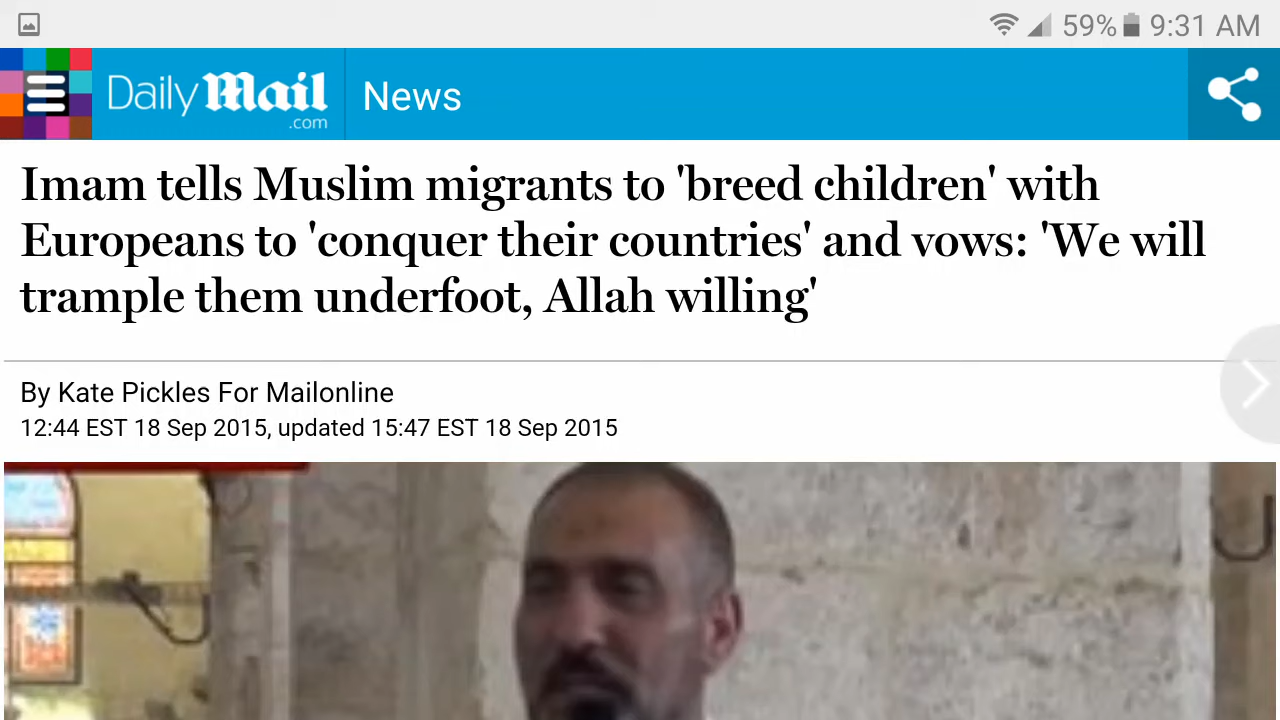 59% 9:31 AM
Daily Mail .com News
Imam tells Muslim migrants to 'breed children' with
Europeans to 'conquer their countries' and vows: 'We will
trample them underfoot, Allah willing'
By Kate Pickles For Mailonline
12:44 EST 18 Sep 2015, updated 15:47 EST 18 Sep 2015